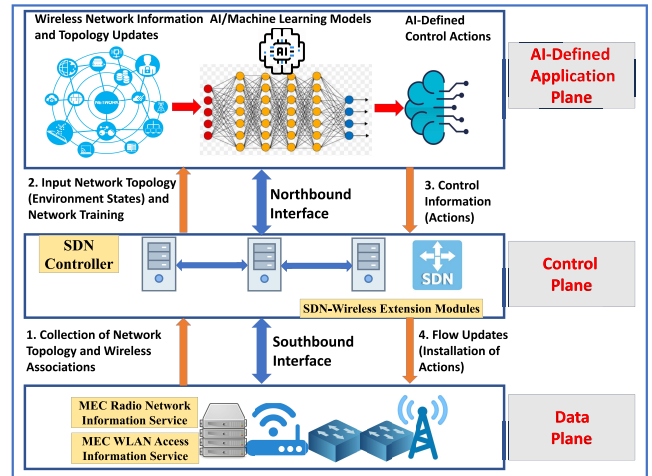 Wireless Network Information
and Topology Updates
AI/Machine Learning Models
AI-Defined
Control Actions
AI
NETWORK
AI-Defined
Application
Plane
2. Input Network Topology
(Environment States) and
Network Training
Northbound
Interface
3. Control
Information
(Actions)
SDN
Controller
SDN
SDN-Wireless Extension Modules
Control
Plane
1. Collection of Network
Topology and Wireless
Associations
Southbound
Interface
4. Flow Updates
(Installation of
Actions)
MEC Radio Network
Information Service
MEC WLAN Access
Information Service
Data
Plane